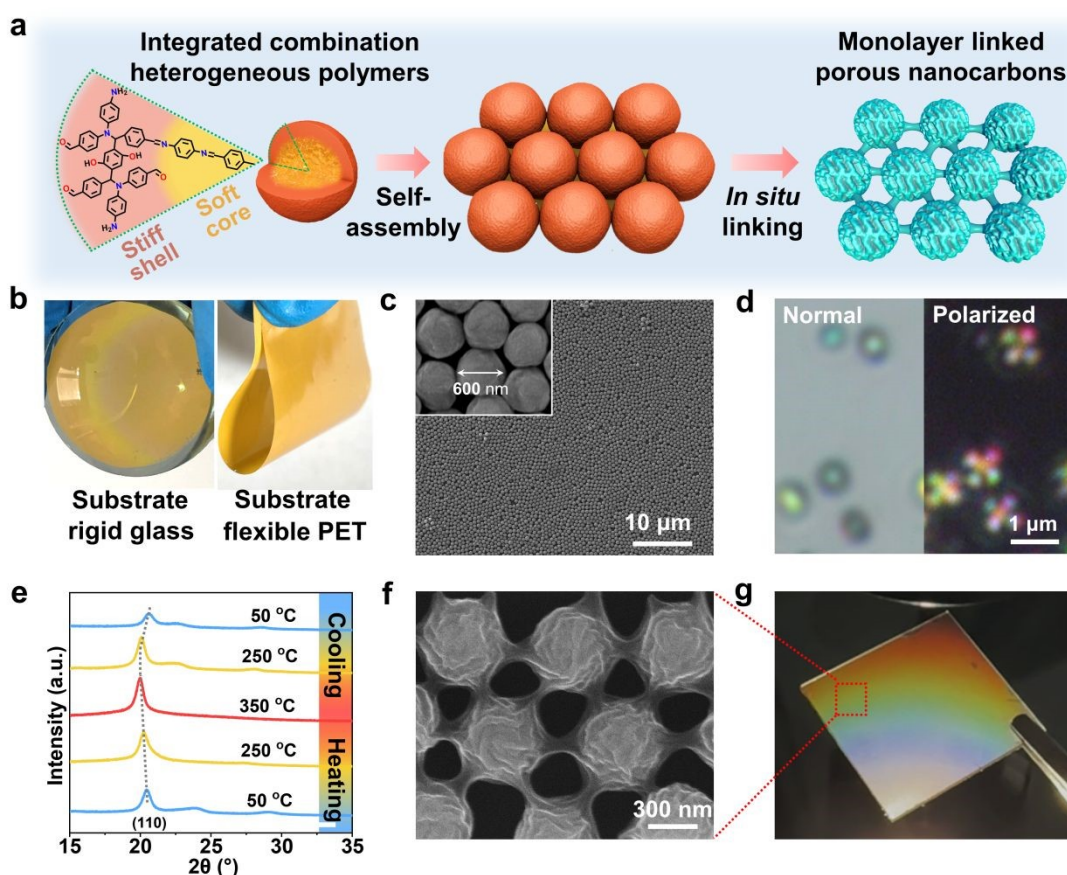 a
Integrated combination
heterogeneous polymers
Monolayer linked
porous nanocarbons
NH₂
N
O
O
HO
OH
N
N
O
O
N
H₂N
Stiff
shell
Soft
core
Self-
assembly
In situ
linking
b
Substrate
rigid glass
Substrate
flexible PET
c
600 nm
10 μm
d
Normal
Polarized
1 μm
e
Intensity (a.u.)
50 °C
250 °C
350 °C
250 °C
50 °C
(110)
Cooling
Heating
15
20
25
30
35
2θ (°)
f
300 nm
g